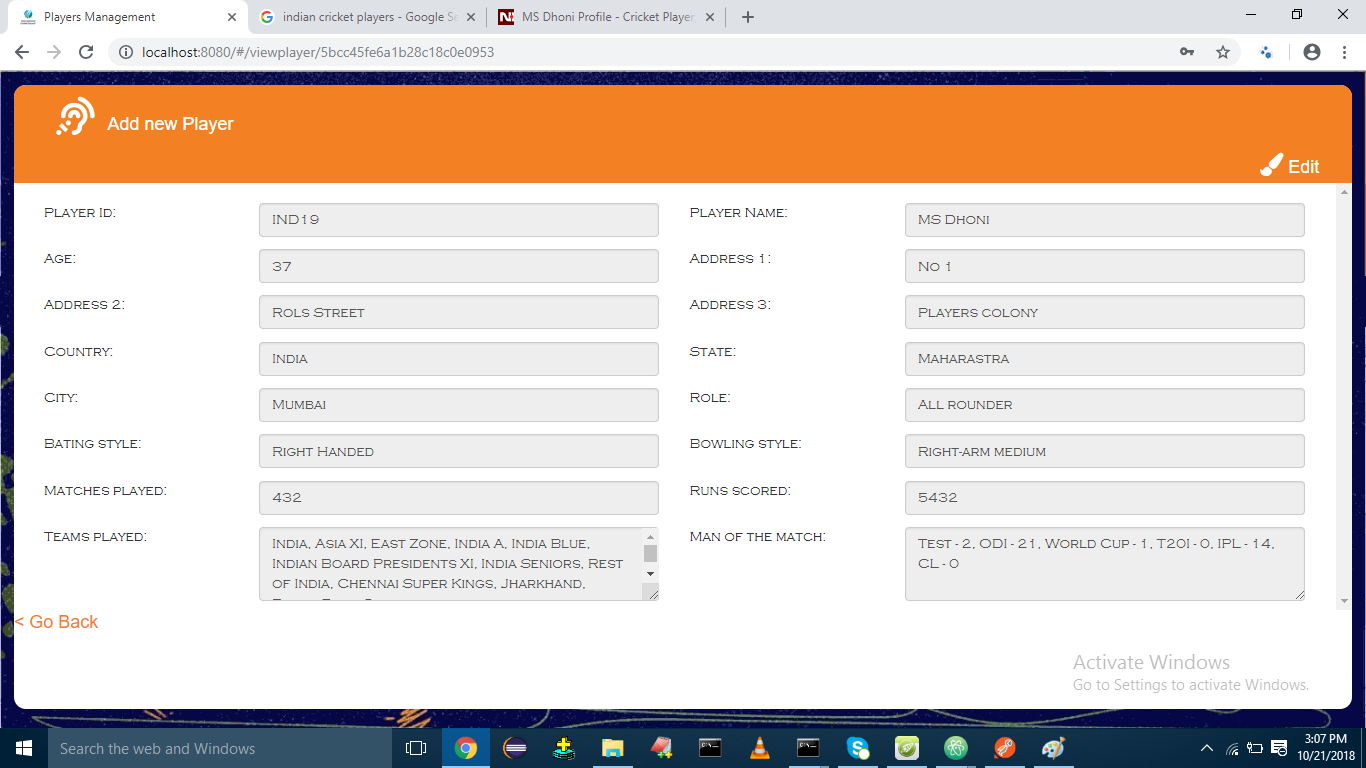 Players Management
indian cricket players - Google Se
MS Dhoni Profile - Cricket Player,
localhost:8080/#/viewplayer/5bcc45fe6a1b28c18c0e0953
Add new Player
Edit
Player Id: IND19 Player Name: MS Dhoni
Age: 37 Address 1: No 1
Address 2: Rols Street Address 3: Players colony
Country: India State: Maharastra
City: Mumbai Role: All rounder
Bating style: Right Handed Bowling style: Right-arm medium
Matches played: 432 Runs scored: 5432
Teams played: Man of the match:
India, Asia XI, East Zone, India A, India Blue,
Indian Board Presidents XI, India Seniors, Rest
of India, Chennai Super Kings, Jharkhand,
Test - 2, ODI - 21, World Cup - 1, T20I - 0, IPL - 14,
CL - 0
< Go Back
Activate Windows
Go to Settings to activate Windows.
Search the web and Windows
3:07 PM
10/21/2018